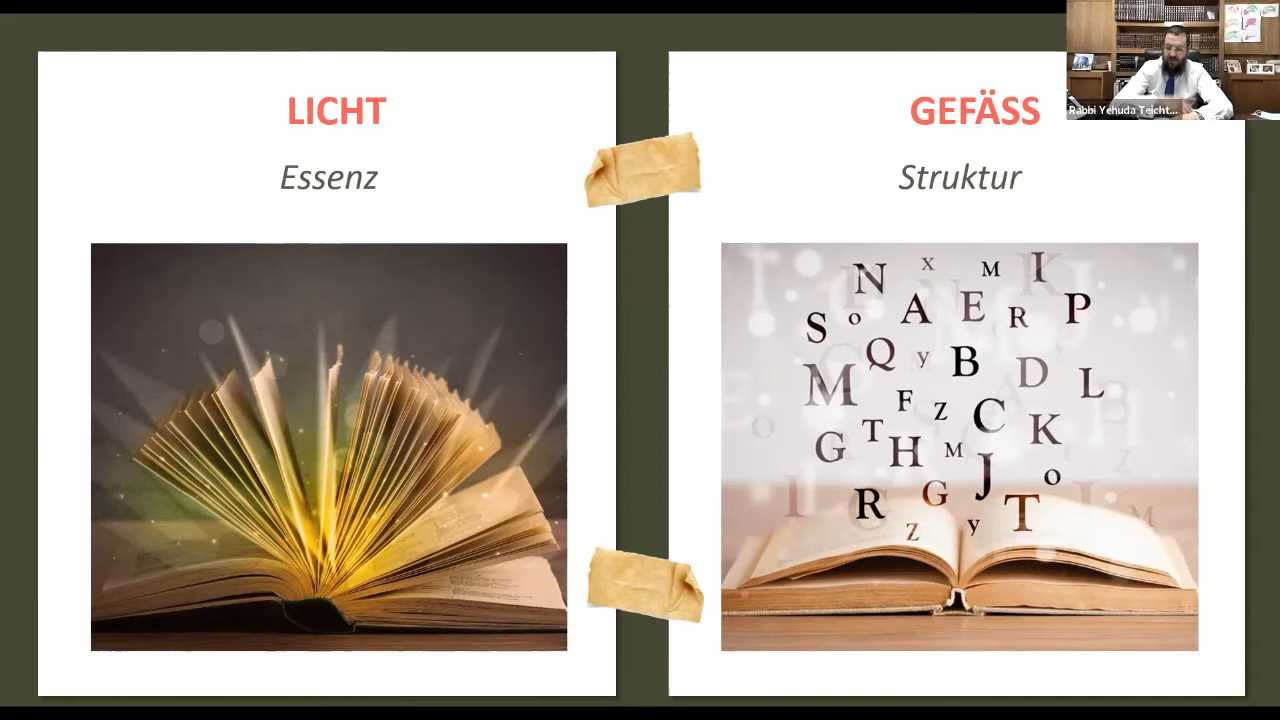 LICHT
Essenz
GEFÄSS
Struktur
Rabbi Yehuda Teicht...
N X M I
S o A E R P
Q y B D L
M F Z C K
G T H M J o
R G T
Z y